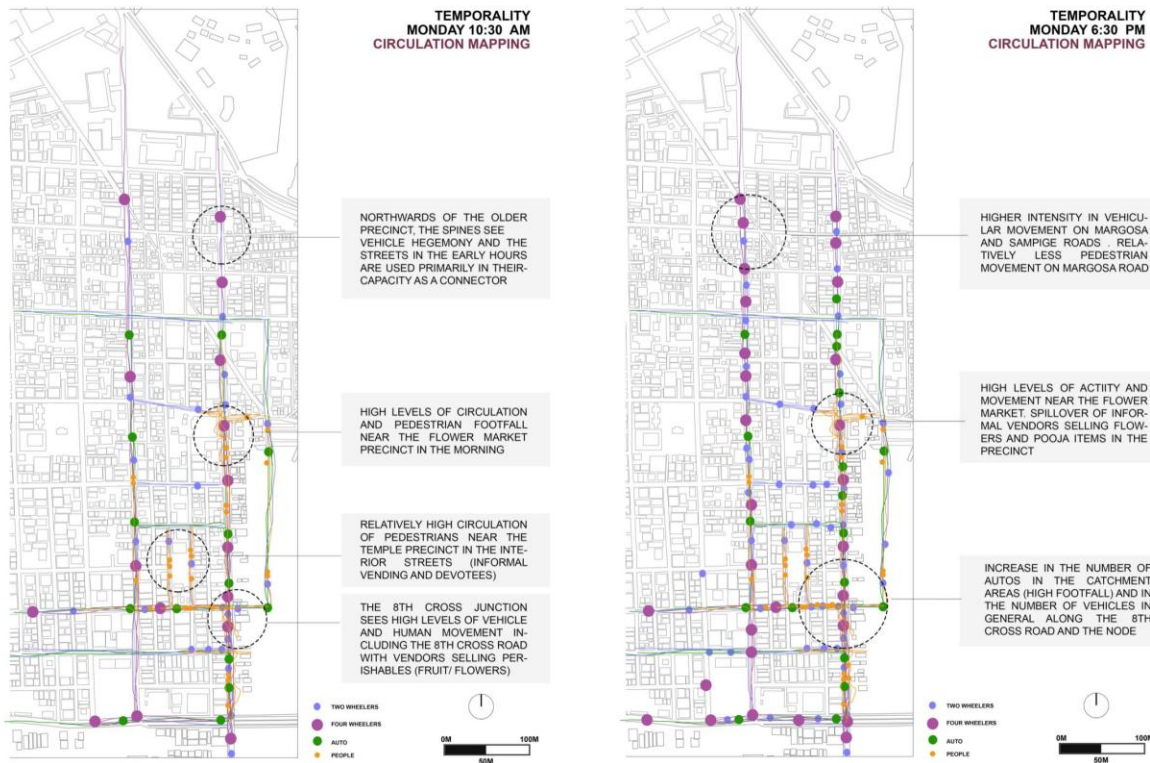 TEMPORALITY
MONDAY 10:30 AM
CIRCULATION MAPPING
NORTHWARDS OF THE OLDER
PRECINCT, THE SPINES SEE
VEHICLE HEGEMONY AND THE
STREETS IN THE EARLY HOURS
ARE USED PRIMARILY IN THEIR-
CAPACITY AS A CONNECTOR
HIGH LEVELS OF CIRCULATION
AND PEDESTRIAN FOOTFALL
NEAR THE FLOWER MARKET
PRECINCT IN THE MORNING
RELATIVELY HIGH CIRCULATION
OF PEDESTRIANS NEAR THE
TEMPLE PRECINCT IN THE INTE-
RIOR STREETS (INFORMAL
VENDING AND DEVOTEES)
THE 8TH CROSS JUNCTION
SEES HIGH LEVELS OF VEHICLE
AND HUMAN MOVEMENT IN-
CLUDING THE 8TH CROSS ROAD
WITH VENDORS SELLING PER-
ISHABLES (FRUIT/ FLOWERS)
TWO WHEELERS
FOUR WHEELERS
AUTO
PEOPLE
0M 100M
50M
TEMPORALITY
MONDAY 6:30 PM
CIRCULATION MAPPING
HIGHER INTENSITY IN VEHICU-
LAR MOVEMENT ON MARGOSA
AND SAMPIGE ROADS . RELA-
TIVELY LESS PEDESTRIAN
MOVEMENT ON MARGOSA ROAD
HIGH LEVELS OF ACTIITY AND
MOVEMENT NEAR THE FLOWER
MARKET. SPILLOVER OF INFOR-
MAL VENDORS SELLING FLOW-
ERS AND POOJA ITEMS IN THE
PRECINCT
INCREASE IN THE NUMBER OF
AUTOS IN THE CATCHMENT
AREAS (HIGH FOOTFALL) AND IN
THE NUMBER OF VEHICLES IN
GENERAL ALONG THE 8TH
CROSS ROAD AND THE NODE
TWO WHEELERS
FOUR WHEELERS
AUTO
PEOPLE
0M 100M
50M